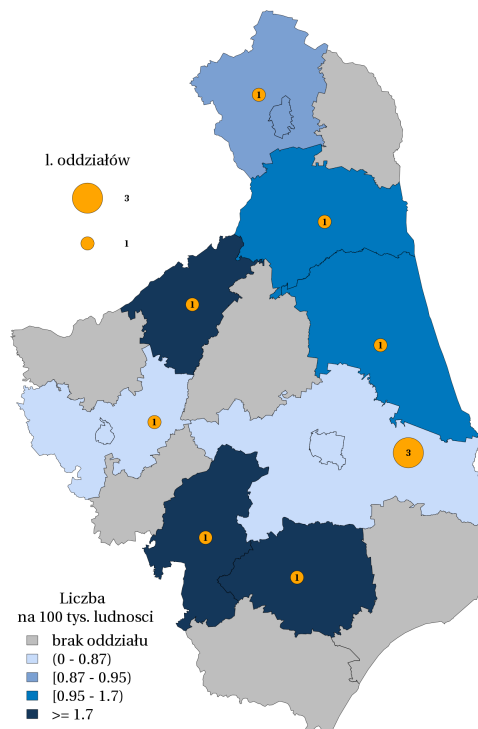 1
l. oddziałów
3
1
1
1
1
1
3
1
1
Liczba
na 100 tys. ludnosci
brak oddziału
(0 - 0.87)
[0.87 - 0.95)
[0.95 - 1.7)
>= 1.7